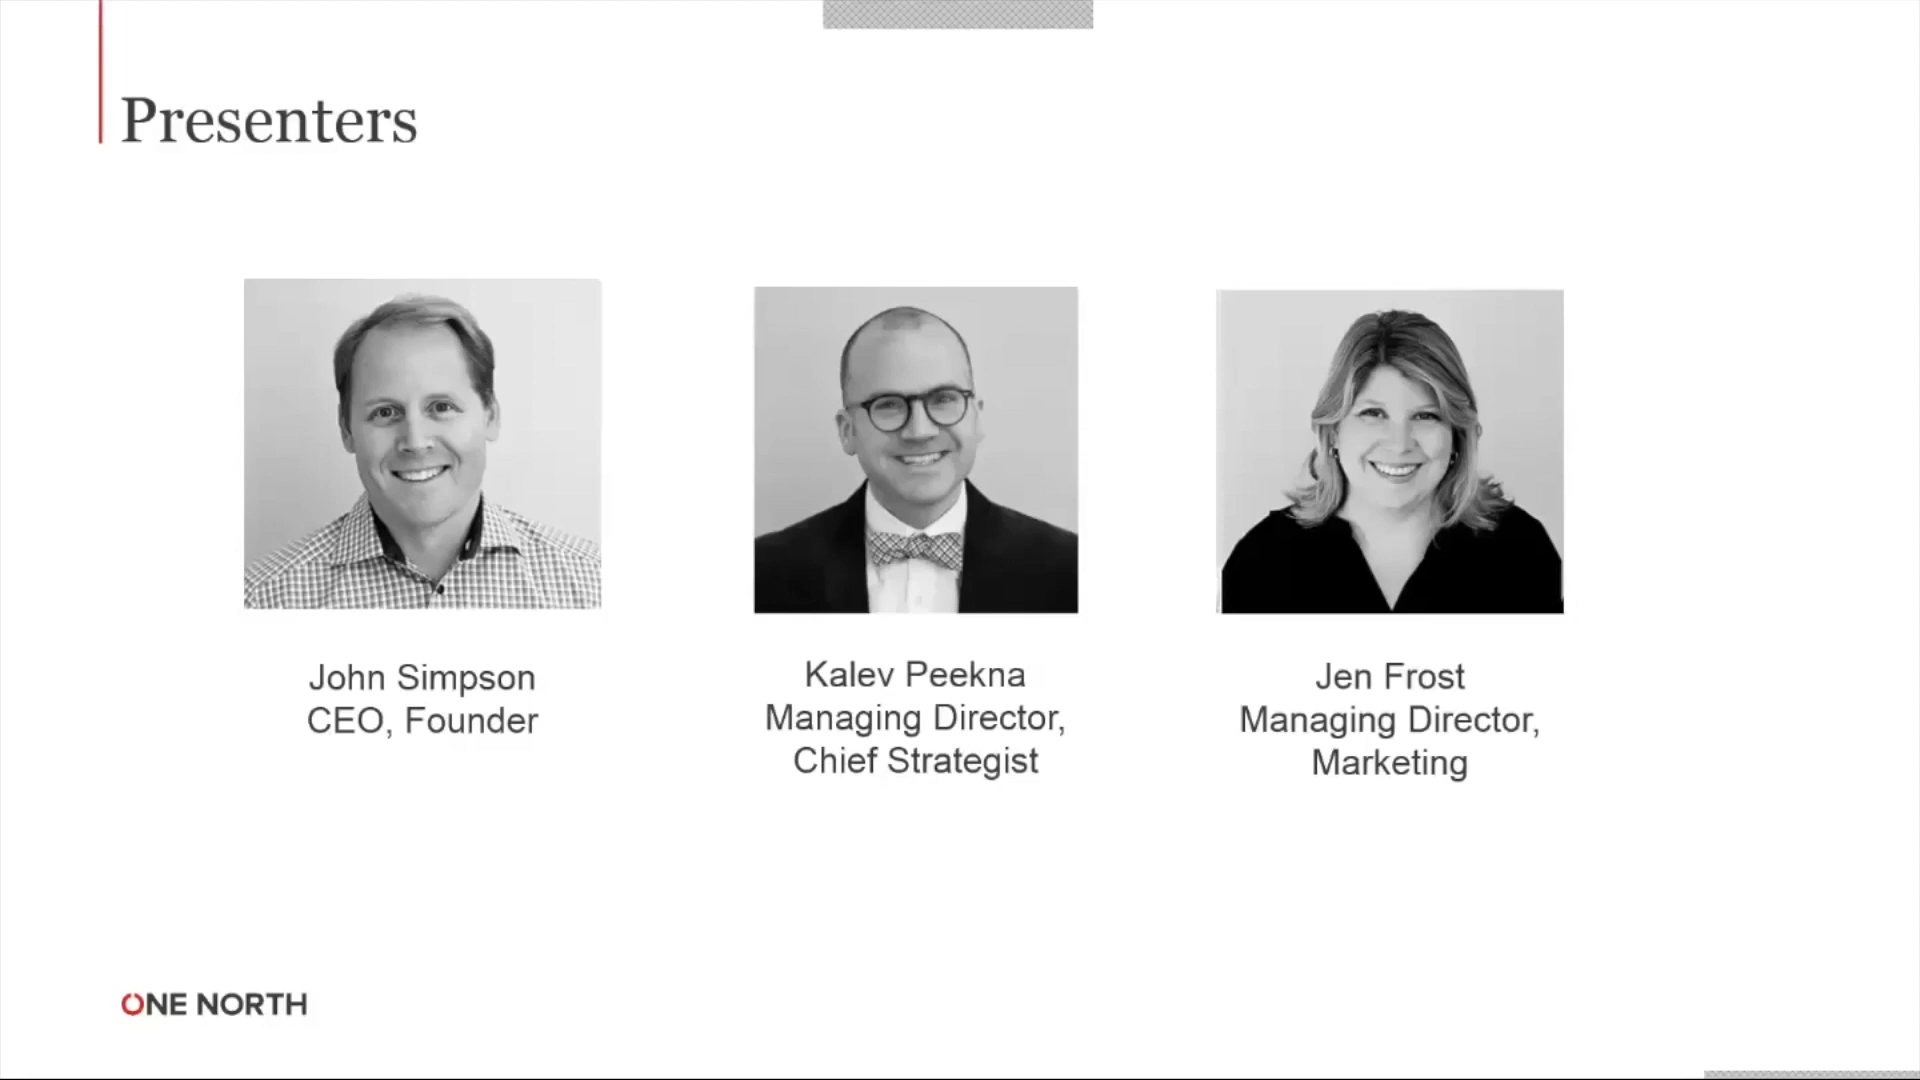 Presenters
John Simpson
CEO, Founder
Kalev Peekna
Managing Director,
Chief Strategist
Jen Frost
Managing Director,
Marketing
ONE NORTH